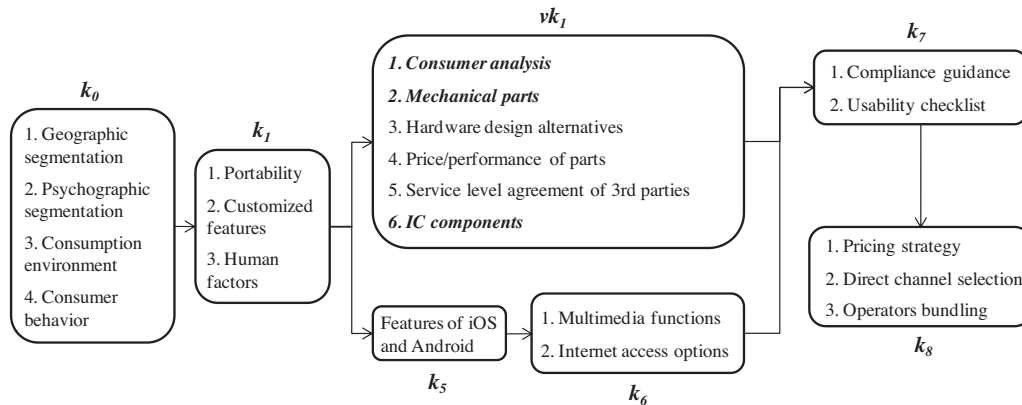 k0
1. Geographic
segmentation
2. Psychographic
segmentation
3. Consumption
environment
4. Consumer
behavior
k1
1. Portability
2. Customized
features
3. Human
factors
vk1
1. Consumer analysis
2. Mechanical parts
3. Hardware design alternatives
4. Price/performance of parts
5. Service level agreement of 3rd parties
6. IC components
Features of iOS
and Android
k5
1. Multimedia functions
2. Internet access options
k6
k7
1. Compliance guidance
2. Usability checklist
1. Pricing strategy
2. Direct channel selection
3. Operators bundling
k8